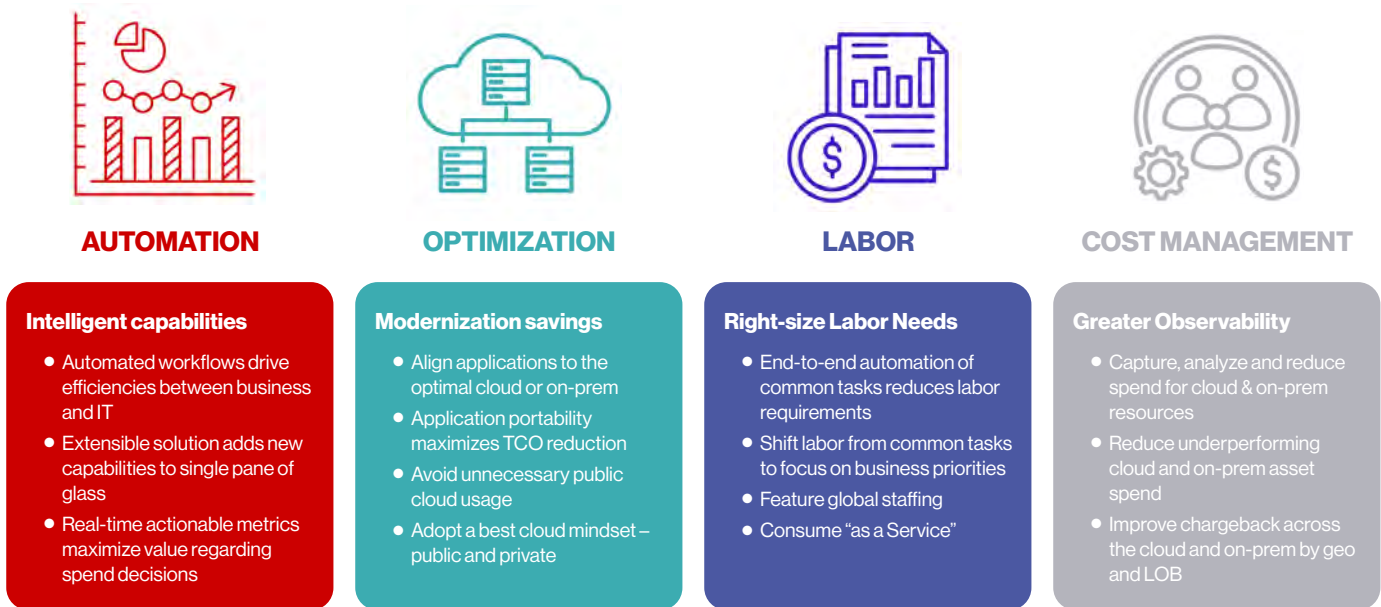 AUTOMATION
OPTIMIZATION
LABOR
COST MANAGEMENT
Intelligent capabilities
● Automated workflows drive
efficiencies between business
and IT
● Extensible solution adds new
capabilities to single pane of
glass
● Real-time actionable metrics
maximize value regarding
spend decisions
Modernization savings
● Align applications to the
optimal cloud or on-prem
● Application portability
maximizes TCO reduction
● Avoid unnecessary public
cloud usage
● Adopt a best cloud mindset –
public and private
Right-size Labor Needs
● End-to-end automation of
common tasks reduces labor
requirements
● Shift labor from common tasks
to focus on business priorities
● Feature global staffing
● Consume “as a Service”
Greater Observability
● Capture, analyze and reduce
spend for cloud & on-prem
resources
● Reduce underperforming
cloud and on-prem asset
spend
● Improve chargeback across
the cloud and on-prem by geo
and LOB